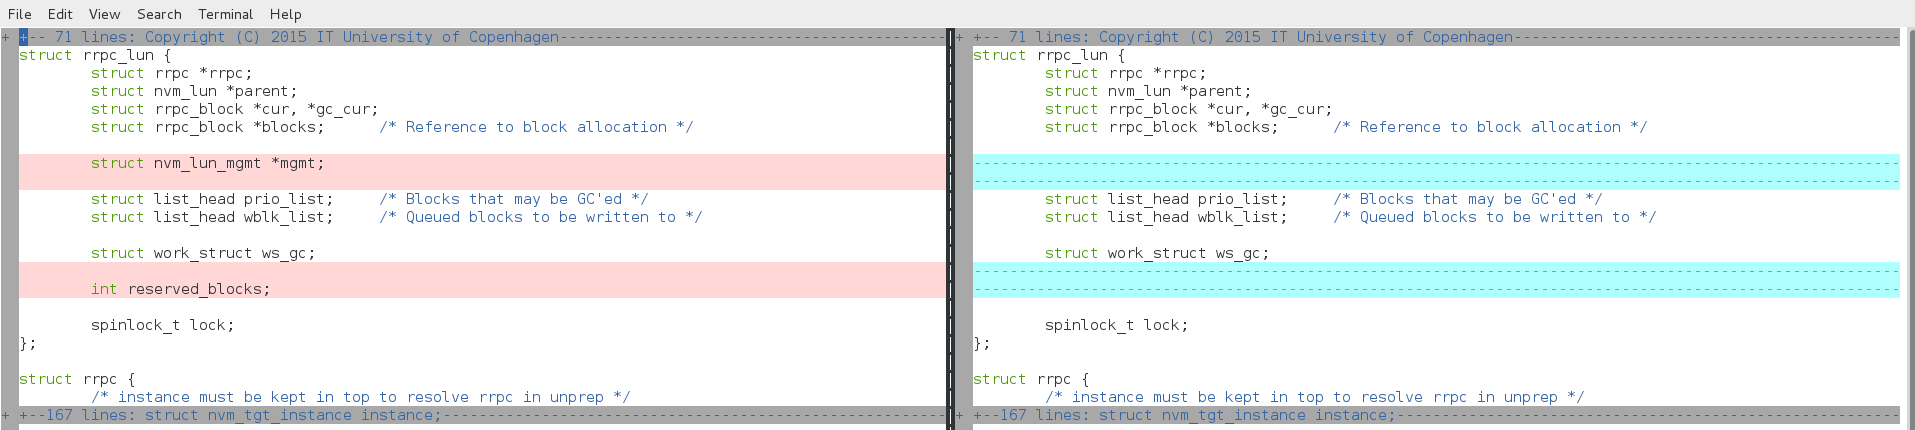 File Edit View Search Terminal Help
+ +-- 71 lines: Copyright (C) 2015 IT University of Copenhagen-------------------------------------------
struct rrpc_lun {
struct rrpc *rrpc;
struct nvm_lun *parent;
struct rrpc_block *cur, *gc_cur;
struct rrpc_block *blocks; /* Reference to block allocation */
struct nvm_lun_mgmt *mgmt;
struct list_head prio_list; /* Blocks that may be GC'ed */
struct list_head wblk_list; /* Queued blocks to be written to */
struct work_struct ws_gc;
int reserved_blocks;
spinlock_t lock;
};
struct rrpc {
/* instance must be kept in top to resolve rrpc in unprep */
+ +--167 lines: struct nvm_tgt_instance instance;--------------------------------------------------------
+ +-- 71 lines: Copyright (C) 2015 IT University of Copenhagen-------------------------------------------
struct rrpc_lun {
struct rrpc *rrpc;
struct nvm_lun *parent;
struct rrpc_block *cur, *gc_cur;
struct rrpc_block *blocks; /* Reference to block allocation */
-------------------------------------------------------------------------------------------------------
-------------------------------------------------------------------------------------------------------
struct list_head prio_list; /* Blocks that may be GC'ed */
struct list_head wblk_list; /* Queued blocks to be written to */
struct work_struct ws_gc;
-------------------------------------------------------------------------------------------------------
-------------------------------------------------------------------------------------------------------
spinlock_t lock;
};
struct rrpc {
/* instance must be kept in top to resolve rrpc in unprep */
+ +--167 lines: struct nvm_tgt_instance instance;--------------------------------------------------------